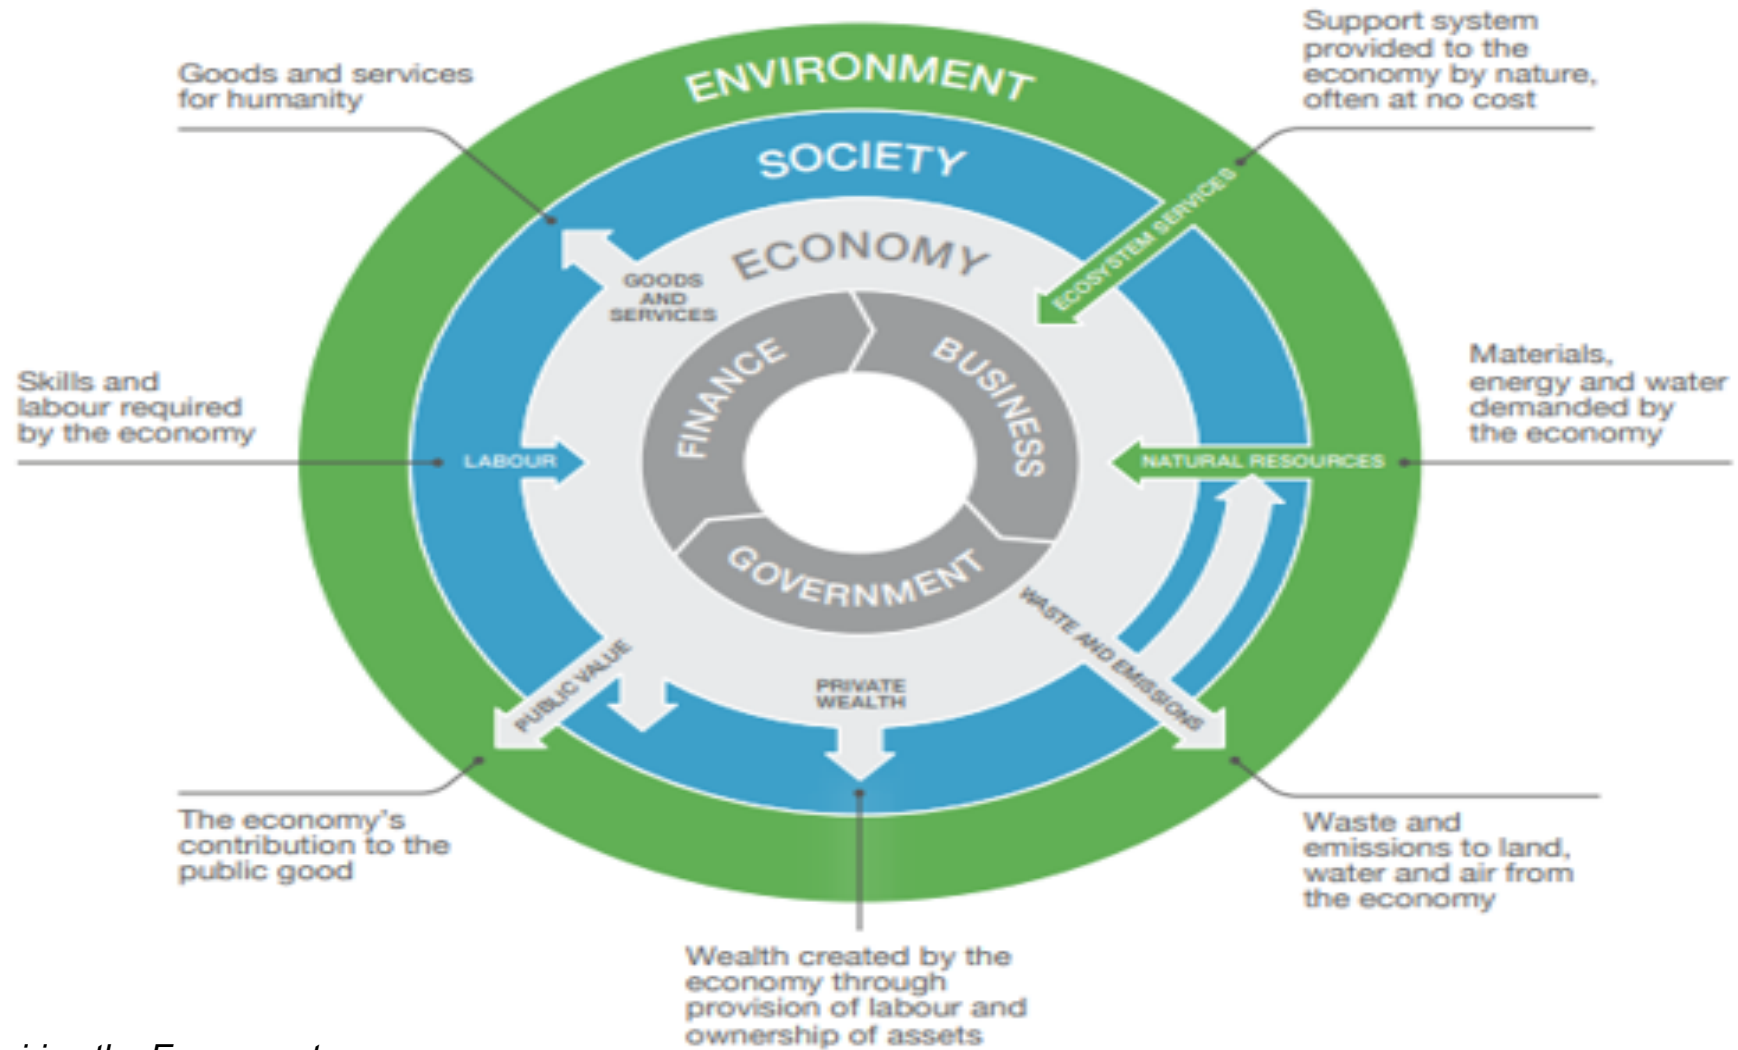 Goods and services
for humanity
Support system
provided to the
economy by nature,
often at no cost
ENVIRONMENT
SOCIETY
ECONOMY
ECOSYSTEM SERVICES
GOODS
AND
SERVICES
FINANCE
BUSINESS
GOVERNMENT
Skills and
labour required
by the economy
LABOUR
NATURAL RESOURCES
Materials,
energy and water
demanded by
the economy
PUBLIC VALUE
PRIVATE
WEALTH
WASTE AND EMISSIONS
The economy's
contribution to the
public good
Wealth created by the
economy through
provision of labour and
ownership of assets
Waste and
emissions to land,
water and air from
the economy